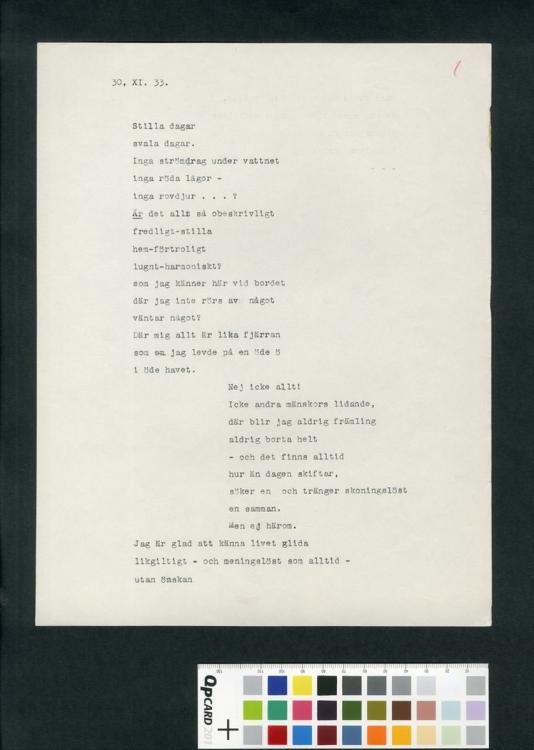 30. XI. 33.
Stilla dagar
svala dagar.
Inga strömdrag under vattnet
inga röda lågor -
inga rovdjur . . . ?
Är det allt så obeskrivligt
fredligt-stilla
hem-förtroligt
lugnt-harmoniskt?
som jag känner här vid bordet
där jag inte rörs av något
väntar något?
Där mig allt är lika fjärran
som om jag levde på en öde ö
i öde havet.
Nej icke allt!
Icke andra mänskors lidande,
där blir jag aldrig främling
aldrig borta helt
- och det finns alltid
hur än dagen skiftar,
söker en och tränger skoningslöst
en samman.
Men ej härom.
Jag är glad att känna livet glida
likgiltigt - och meningslöst som alltid -
utan önskan
QPCARD 201